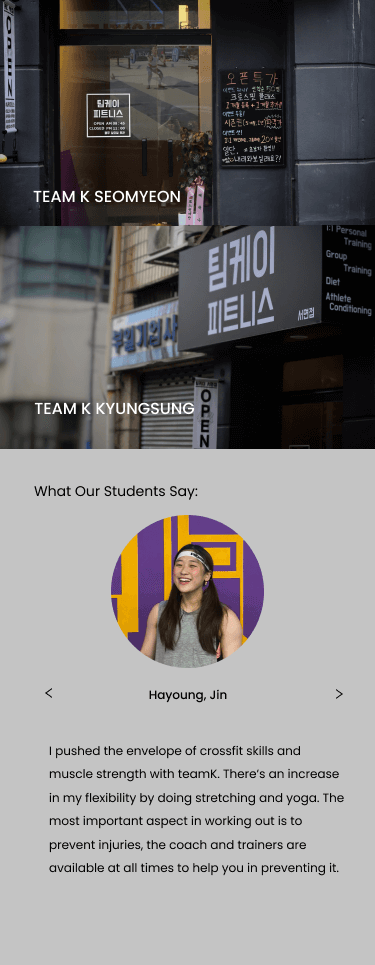 팀케이
피트니스
OPEN AM 06:40
CLOSED PM 11:00
오픈특가
TEAM K SEOMYEON
팀케이
피트니스
서면점
1:1 Personal
Training
Group
Training
Diet
Athlete
Conditioning
OPEN
TEAM K KYUNGSUNG
What Our Students Say:
<
Hayoung, Jin
>
I pushed the envelope of crossfit skills and
muscle strength with teamK. There's an increase
in my flexibility by doing stretching and yoga. The
most important aspect in working out is to
prevent injuries, the coach and trainers are
available at all times to help you in preventing it.